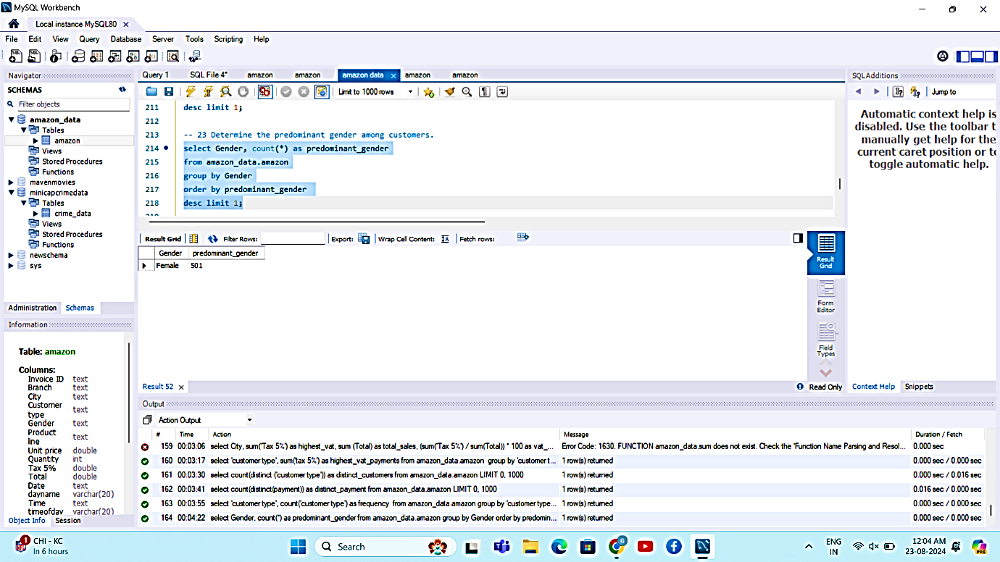 MySQL Workbench
Local instance MySQL80
File Edit View Query Database Server Tools Scripting Help
Navigator
SCHEMAS
Filter objects
amazon_data
Tables
amazon
Views
Stored Procedures
Functions
mavenmovies
minicapcrimedata
Tables
crime_data
Views
Stored Procedures
Functions
newschema
sys
Administration Schemas
Information
Table: amazon
Columns:
Invoice ID text
Branch text
City text
Customer type text
Gender text
Product line text
Unit price double
Quantity int
Tax 5% double
Total double
Date text
dayname varchar(20)
Time text
timeofday varchar(20)
Object Info Session
Query 1 SQL File 4* amazon amazon amazon data amazon amazon
Limit to 1000 rows
211 desc limit 1;
212
213 -- 23 Determine the predominant gender among customers.
214 select Gender, count(*) as predominant_gender
215 from amazon_data.amazon
216 group by Gender
217 order by predominant_gender
218 desc limit 1;
219
Result Grid Filter Rows: Export: Wrap Cell Content: Fetch rows:
Gender predominant_gender
Female 501
Result Grid
Form Editor
Field Types
Result 52 Read Only
SQLAdditions
Jump to
Automatic context help is
disabled. Use the toolbar t
manually get help for the
current caret position or to
toggle automatic help.
Context Help Snippets
Output
Action Output
# Time Action Message Duration / Fetch
159 00:03:06 select City, sum('Tax 5%') as highest_vat, sum (Total) as total_sales, (sum('Tax 5%') / sum(Total)) * 100 as vat_... Error Code: 1630. FUNCTION amazon_data.sum does not exist. Check the 'Function Name Parsing and Resol... 0.000 sec
160 00:03:17 select 'customer type', sum('tax 5%') as highest_vat_payments from amazon_data.amazon group by 'customer t... 1 row(s) returned 0.000 sec / 0.000 sec
161 00:03:30 select count(distinct ('customer type')) as distinct_customers from amazon_data.amazon LIMIT 0, 1000 1 row(s) returned 0.000 sec / 0.016 sec
162 00:03:41 select count(distinct(payment)) as distinct_payment from amazon_data.amazon LIMIT 0, 1000 1 row(s) returned 0.016 sec / 0.000 sec
163 00:03:55 select 'customer type', count('customer type') as frequency from amazon_data.amazon group by 'customer type... 1 row(s) returned 0.000 sec / 0.000 sec
164 00:04:22 select Gender, count(*) as predominant_gender from amazon_data.amazon group by Gender order by predomin... 1 row(s) returned 0.000 sec / 0.000 sec
1 CHI - KC
In 6 hours
Search
ENG
IN
12:04 AM
23-08-2024
PRE